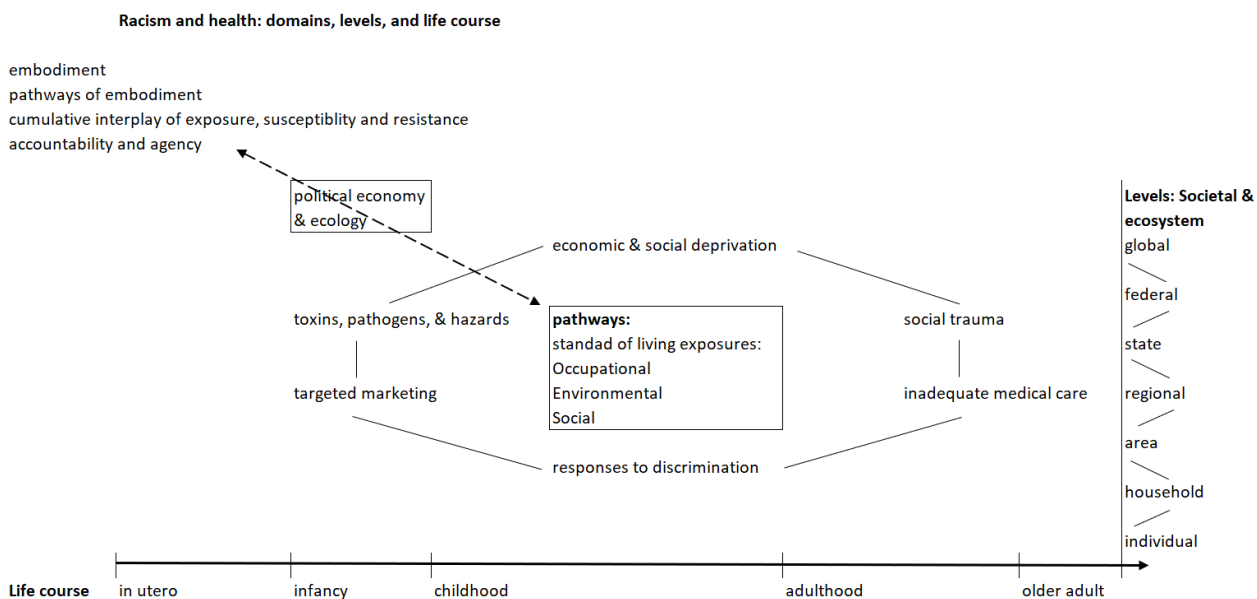 Racism and health: domains, levels, and life course
embodiment
pathways of embodiment
cumulative interplay of exposure, susceptiblity and resistance
accountability and agency
political economy
& ecology
economic & social deprivation
toxins, pathogens, & hazards
targeted marketing
pathways:
standad of living exposures:
Occupational
Environmental
Social
social trauma
inadequate medical care
responses to discrimination
Levels: Societal &
ecosystem
global
federal
state
regional
area
household
individual
Life course
in utero
infancy
childhood
adulthood
older adult